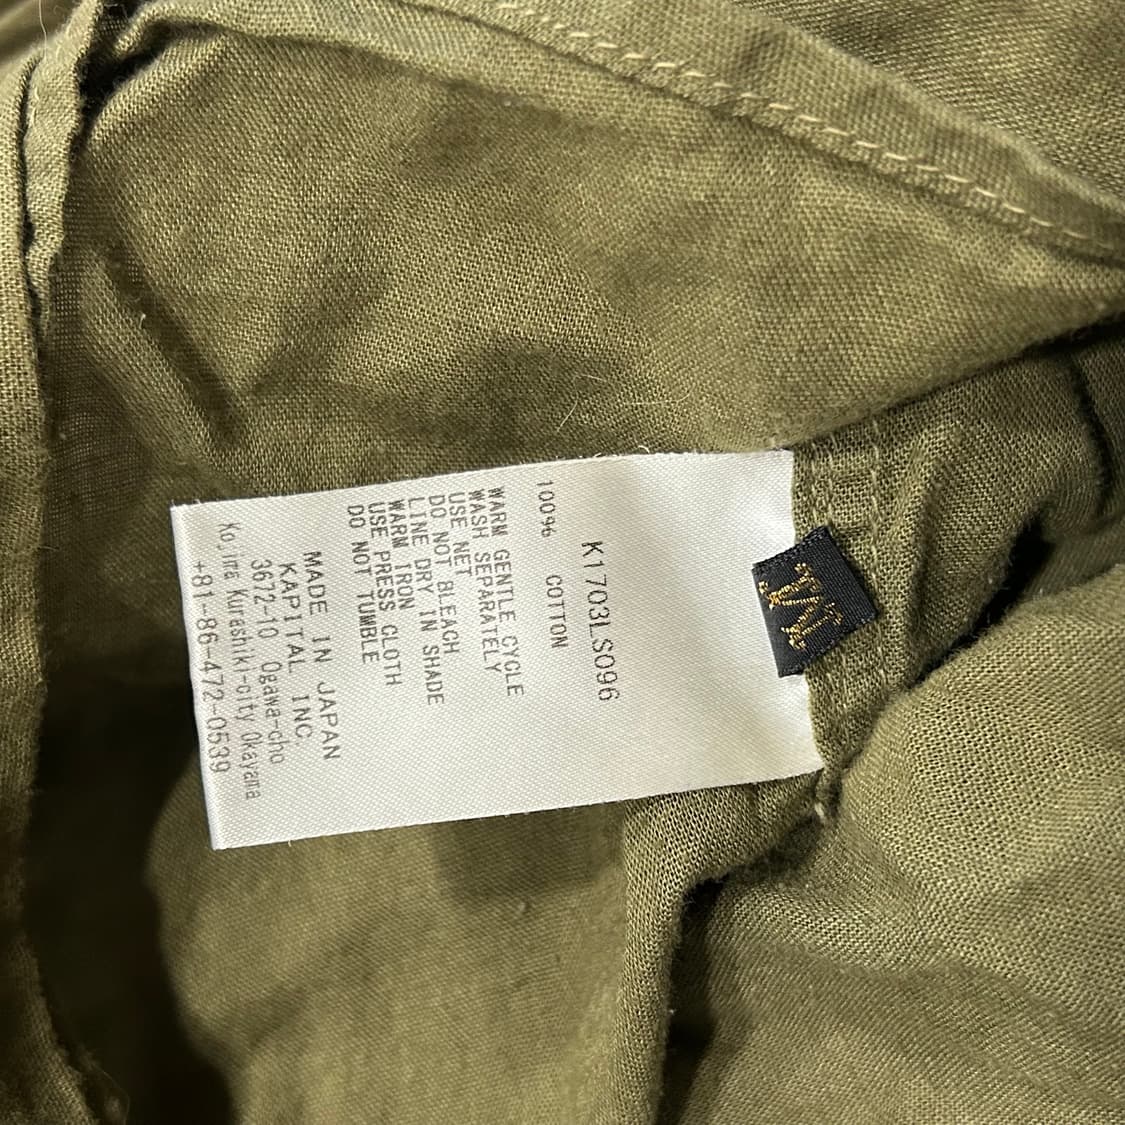 K1703LS096
100% COTTON
WARM GENTLE CYCLE
WASH SEPARATELY
USE NET
DO NOT BLEACH
LINE DRY IN SHADE
WARM IRON
USE PRESS CLOTH
DO NOT TUMBLE
MADE IN JAPAN
KAPITAL INC.
3672-10 Ogawa-cho
Kojima Kurashiki-city Okayama
+81-86-472-0539
M